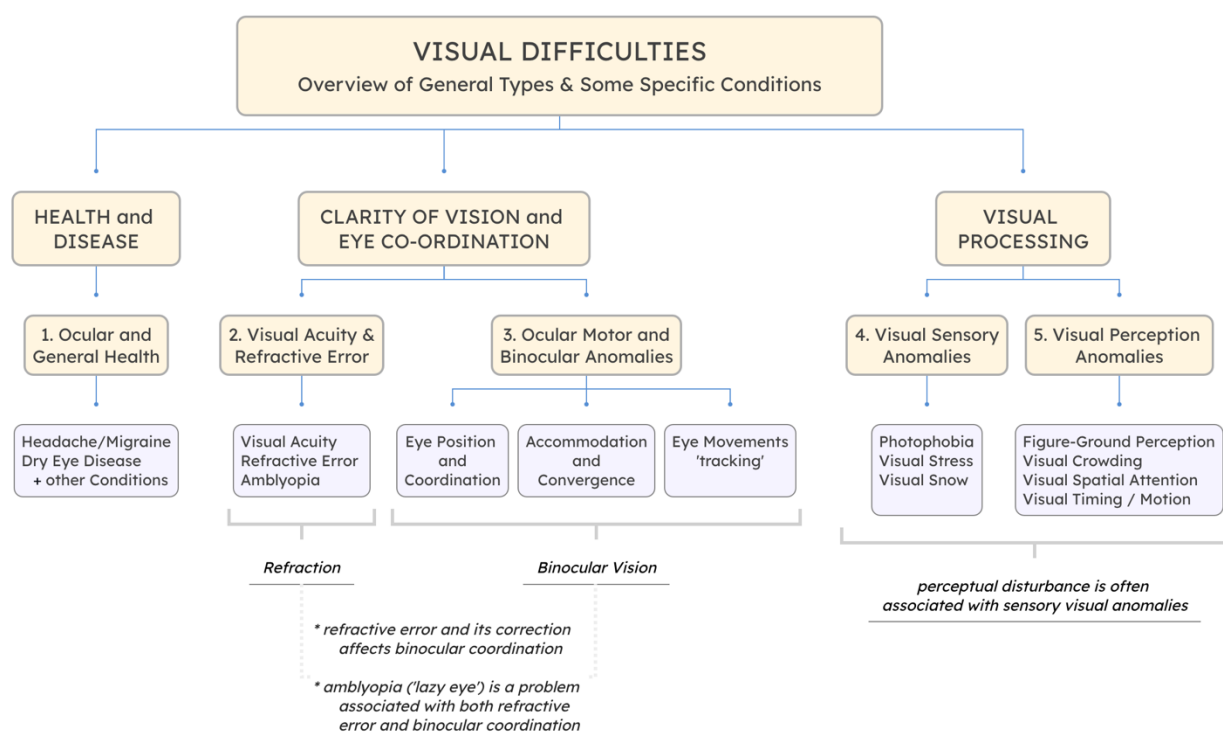 VISUAL DIFFICULTIES
Overview of General Types & Some Specific Conditions
HEALTH and
DISEASE
CLARITY OF VISION and
EYE CO-ORDINATION
VISUAL
PROCESSING
1. Ocular and
General Health
2. Visual Acuity &
Refractive Error
3. Ocular Motor and
Binocular Anomalies
4. Visual Sensory
Anomalies
5. Visual Perception
Anomalies
Headache/Migraine
Dry Eye Disease
+ other Conditions
Visual Acuity
Refractive Error
Amblyopia
Eye Position
and
Coordination
Accommodation
and
Convergence
Eye Movements
'tracking'
Photophobia
Visual Stress
Visual Snow
Figure-Ground Perception
Visual Crowding
Visual Spatial Attention
Visual Timing / Motion
Refraction
Binocular Vision
perceptual disturbance is often
associated with sensory visual anomalies
* refractive error and its correction
affects binocular coordination
* amblyopia ('lazy eye') is a problem
associated with both refractive
error and binocular coordination